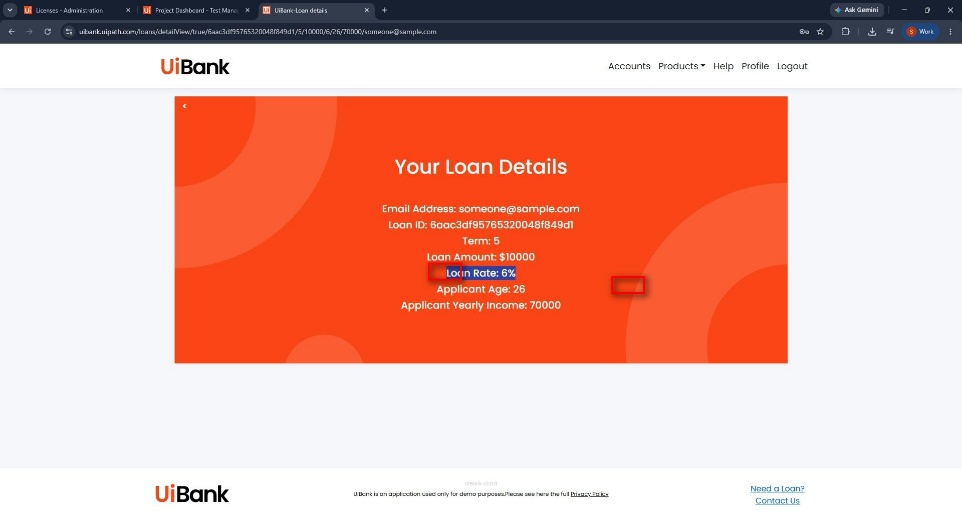 Licenses - Administration
Project Dashboard - Test Mana
UiBank-Loan details
Ask Gemini
uibank.uipath.com/loans/detailView/true/6aac3df95765320048f849d1/5/10000/6/26/70000/someone@sample.com
Work
UiBank
Accounts Products Help Profile Logout
Your Loan Details
Email Address: someone@sample.com
Loan ID: 6aac3df95765320048f849d1
Term: 5
Loan Amount: $10000
Loan Rate: 6%
Applicant Age: 26
Applicant Yearly Income: 70000
UiBank
UiBank is an application used only for demo purposes.Please see here the full Privacy Policy
Need a Loan?
Contact Us